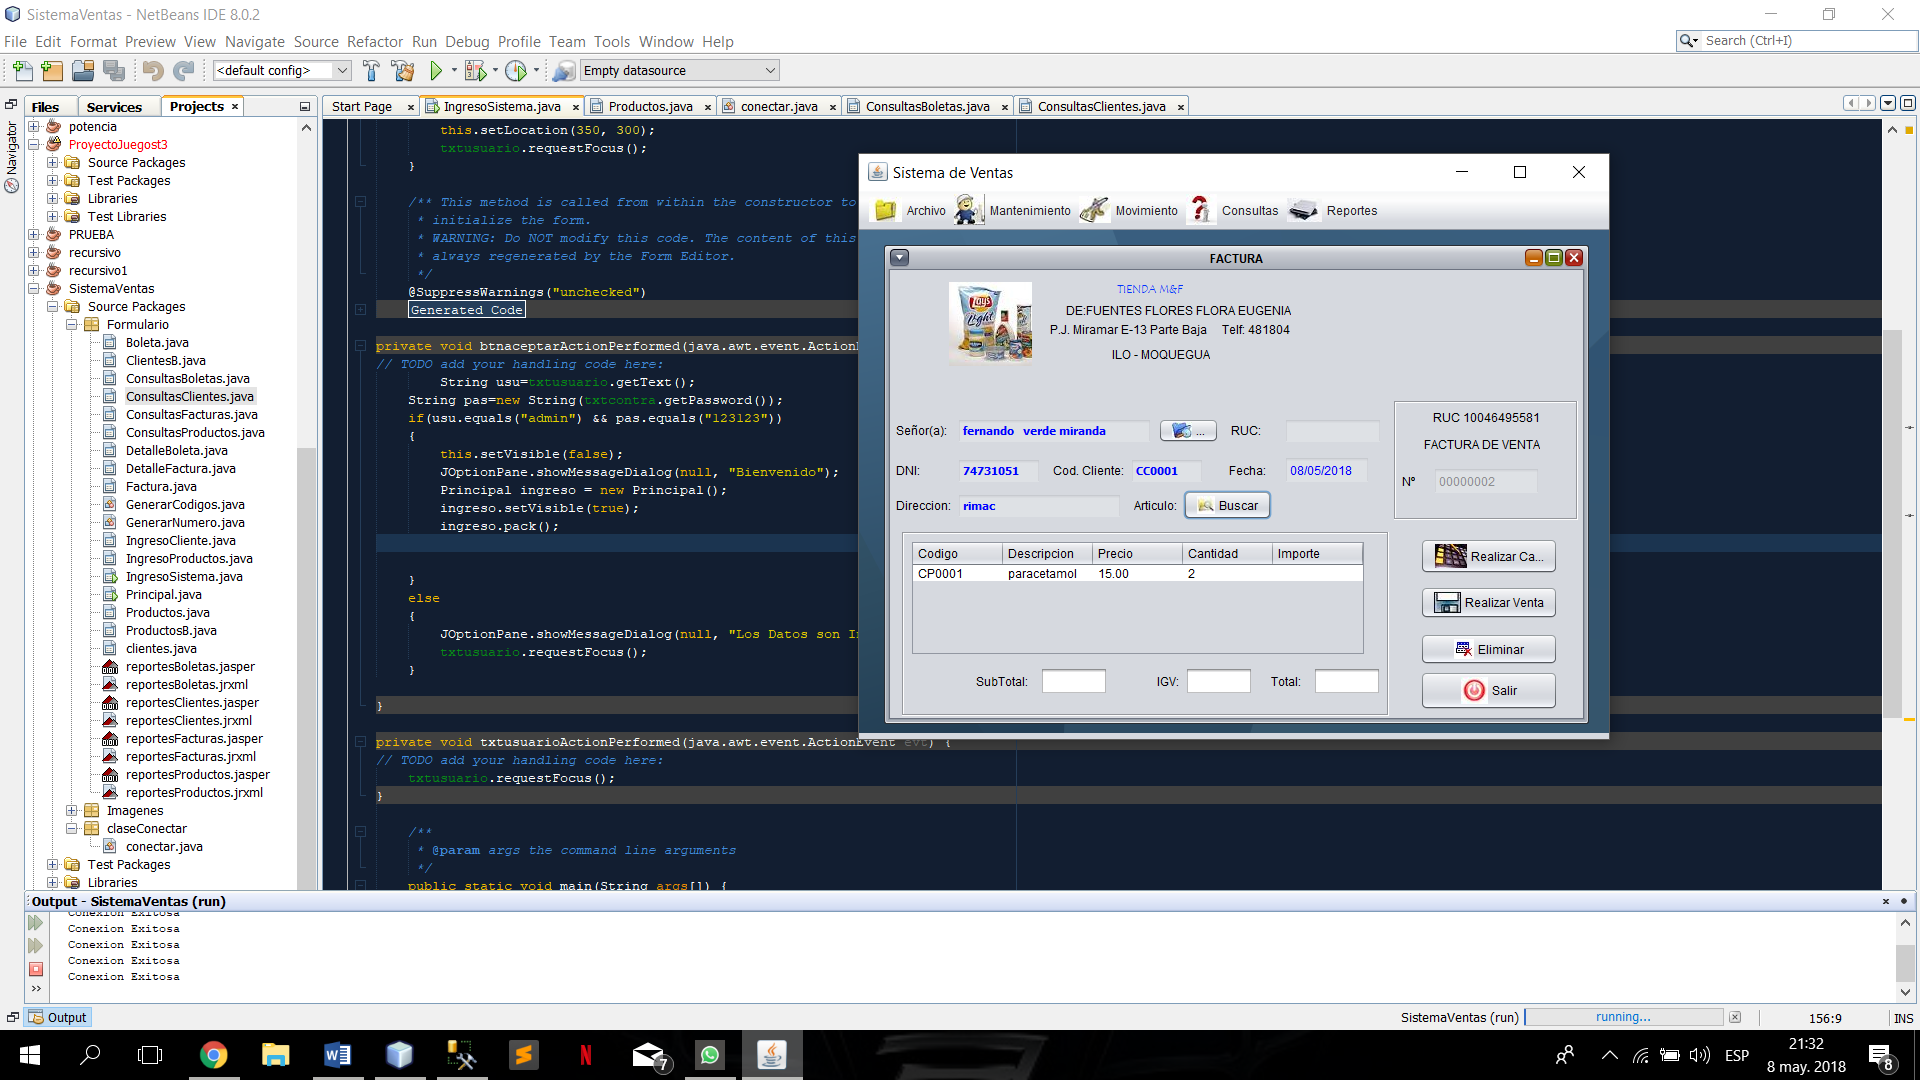 SistemaVentas - NetBeans IDE 8.0.2
File Edit Format Preview View Navigate Source Refactor Run Debug Profile Team Tools Window Help
Search (Ctrl+I)
<default config>
Empty datasource
Files Services Projects
Start Page IngresoSistema.java Productos.java conectar.java ConsultasBoletas.java ConsultasClientes.java
Navigator
potencia
ProyectoJuegost3
Source Packages
Test Packages
Libraries
Test Libraries
PRUEBA
recursivo
recursivo1
SistemaVentas
Source Packages
Formulario
Boleta.java
ClientesB.java
ConsultasBoletas.java
ConsultasClientes.java
ConsultasFacturas.java
ConsultasProductos.java
DetalleBoleta.java
DetalleFactura.java
Factura.java
GenerarCodigos.java
GenerarNumero.java
IngresoCliente.java
IngresoProductos.java
IngresoSistema.java
Principal.java
Productos.java
ProductosB.java
clientes.java
reportesBoletas.jasper
reportesBoletas.jrxml
reportesClientes.jasper
reportesClientes.jrxml
reportesFacturas.jasper
reportesFacturas.jrxml
reportesProductos.jasper
reportesProductos.jrxml
Imagenes
claseConectar
conectar.java
Test Packages
Libraries
this.setLocation(350, 300);
txtusuario.requestFocus();
}
/** This method is called from within the constructor to
* initialize the form.
* WARNING: Do NOT modify this code. The content of this
* always regenerated by the Form Editor.
*/
@SuppressWarnings("unchecked")
Generated Code
private void btnaceptarActionPerformed(java.awt.event.ActionE
// TODO add your handling code here:
String usu=txtusuario.getText();
String pas=new String(txtcontra.getPassword());
if(usu.equals("admin") && pas.equals("123123"))
{
this.setVisible(false);
JOptionPane.showMessageDialog(null, "Bienvenido");
Principal ingreso = new Principal();
ingreso.setVisible(true);
ingreso.pack();
}
else
{
JOptionPane.showMessageDialog(null, "Los Datos son I
txtusuario.requestFocus();
}
}
private void txtusuarioActionPerformed(java.awt.event.ActionEvent evt) {
// TODO add your handling code here:
txtusuario.requestFocus();
}
/**
* @param args the command line arguments
*/
public static void main(String args[]) {
Sistema de Ventas
Archivo Mantenimiento Movimiento Consultas Reportes
FACTURA
Lay's
Light
TIENDA M&F
DE:FUENTES FLORES FLORA EUGENIA
P.J. Miramar E-13 Parte Baja Telf: 481804
ILO - MOQUEGUA
Señor(a): fernando verde miranda ... RUC:
DNI: 74731051 Cod. Cliente: CC0001 Fecha: 08/05/2018
Direccion: rimac Articulo: Buscar
RUC 10046495581
FACTURA DE VENTA
Nº 00000002
Codigo Descripcion Precio Cantidad Importe
CP0001 paracetamol 15.00 2
SubTotal: IGV: Total:
Realizar Ca...
Realizar Venta
Eliminar
Salir
Output - SistemaVentas (run)
Conexion Exitosa
Conexion Exitosa
Conexion Exitosa
Conexion Exitosa
Conexion Exitosa
Output
SistemaVentas (run) running... 156:9 INS
7
ESP
21:32
8 may. 2018
8